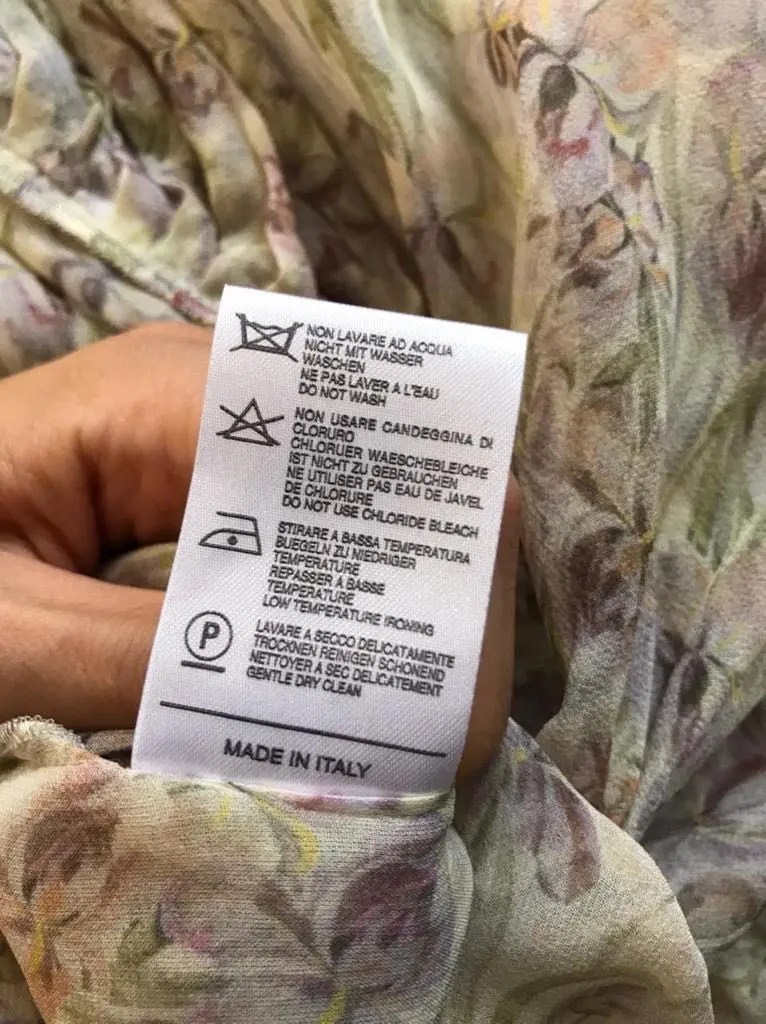 NON LAVARE AD ACQUA
NICHT MIT WASSER
WASCHEN
NE PAS LAVER A L'EAU
DO NOT WASH
NON USARE CANDEGGINA DI
CLORURO
CHLORUER WAESCHEBLEICHE
IST NICHT ZU GEBRAUCHEN
NE UTILISER PAS EAU DE JAVEL
DE CHLORURE
DO NOT USE CHLORIDE BLEACH
STIRARE A BASSA TEMPERATURA
BUEGELN ZU NIEDRIGER
TEMPERATURE
REPASSER A BASSE
TEMPERATURE
LOW TEMPERATURE IRONING
P
LAVARE A SECCO DELICATAMENTE
TROCKNEN REINIGEN SCHONEND
NETTOYER A SEC DELICATEMENT
GENTLE DRY CLEAN
MADE IN ITALY